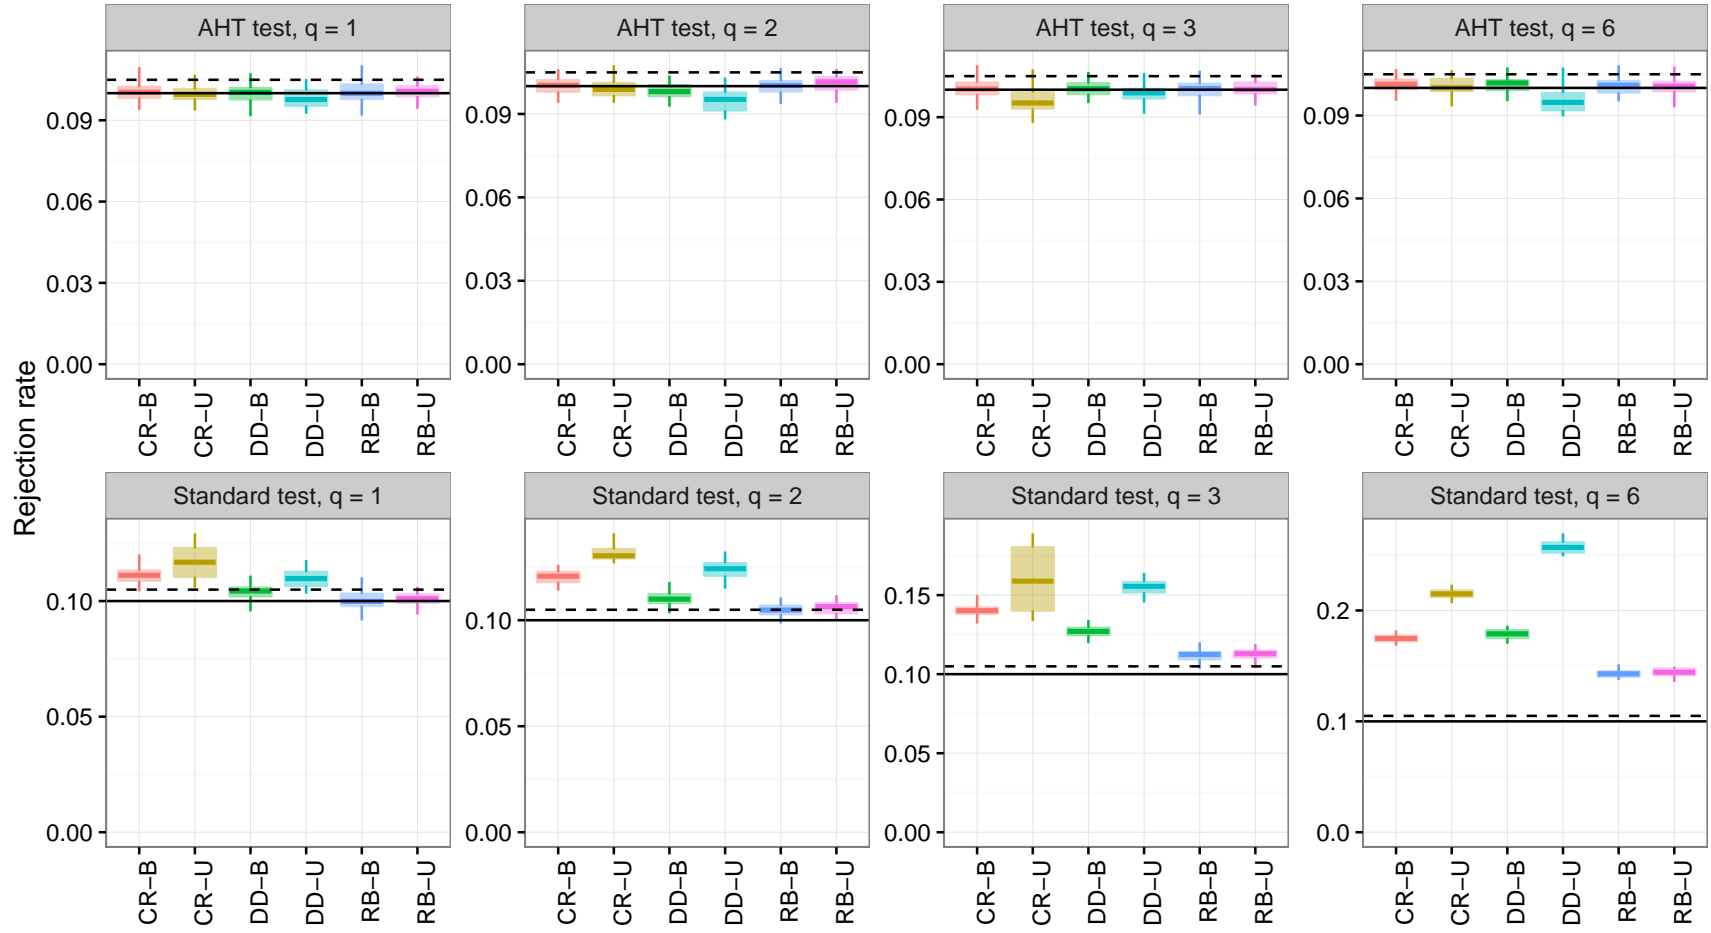 AHT test, q = 1
AHT test, q = 2
AHT test, q = 3
AHT test, q = 6
0.09
0.06
0.03
0.00
0.09
0.06
0.03
0.00
0.09
0.06
0.03
0.00
0.09
0.06
0.03
0.00
CR−B
CR−U
DD−B
DD−U
RB−B
RB−U
CR−B
CR−U
DD−B
DD−U
RB−B
RB−U
CR−B
CR−U
DD−B
DD−U
RB−B
RB−U
CR−B
CR−U
DD−B
DD−U
RB−B
RB−U
Rejection rate
Standard test, q = 1
Standard test, q = 2
Standard test, q = 3
Standard test, q = 6
0.10
0.05
0.00
0.10
0.05
0.00
0.15
0.10
0.05
0.00
0.2
0.1
0.0
CR−B
CR−U
DD−B
DD−U
RB−B
RB−U
CR−B
CR−U
DD−B
DD−U
RB−B
RB−U
CR−B
CR−U
DD−B
DD−U
RB−B
RB−U
CR−B
CR−U
DD−B
DD−U
RB−B
RB−U